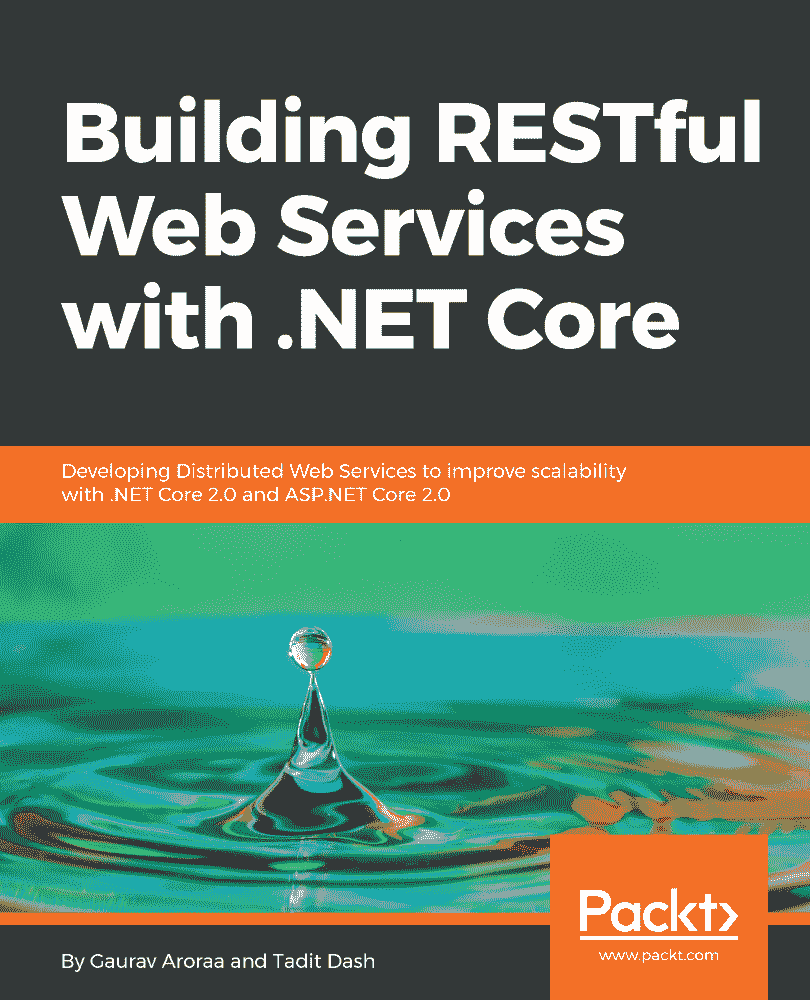 Building RESTful
Web Services
with .NET Core
Developing Distributed Web Services to improve scalability
with .NET Core 2.0 and ASP.NET Core 2.0
Packt>
www.packt.com
By Gaurav Aroraa and Tadit Dash